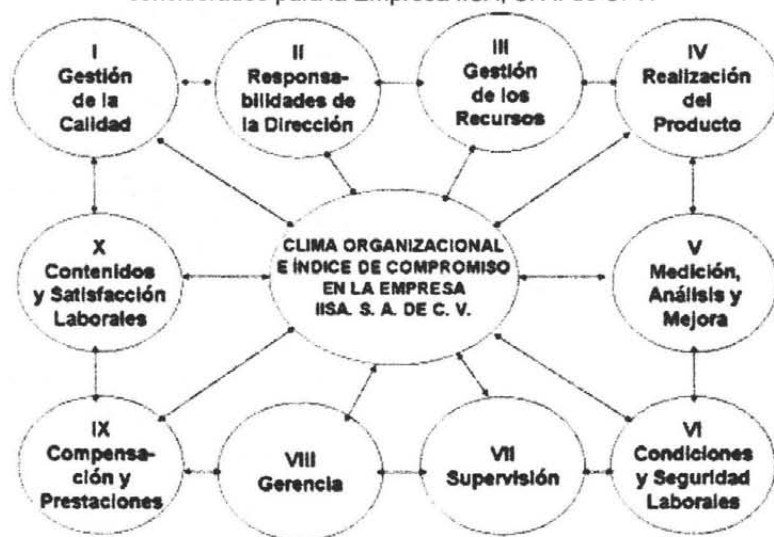 I
Gestión
de la
Calidad
II
Responsa-
bilidades de
la Dirección
III
Gestión
de los
Recursos
IV
Realización
del
Producto
CLIMA ORGANIZACIONAL
E ÍNDICE DE COMPROMISO
EN LA EMPRESA
IISA. S. A. DE C. V.
X
Contenidos
y Satisfacción
Laborales
V
Medición,
Análisis y
Mejora
IX
Compensa-
ción y
Prestaciones
VIII
Gerencia
VII
Supervisión
VI
Condiciones
y Seguridad
Laborales